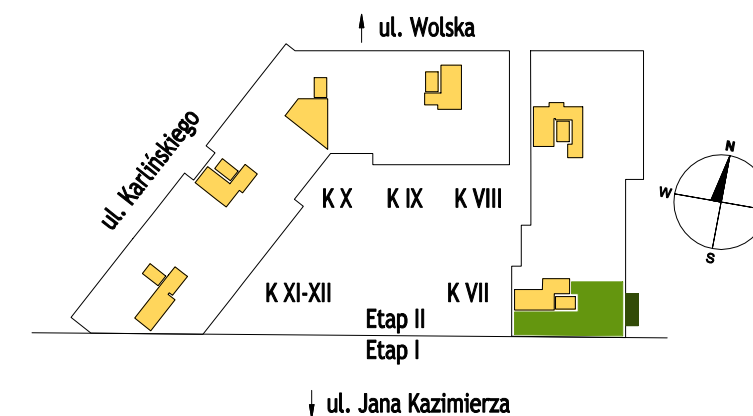 ul. Wolska
ul. Karlińskiego
N
W
S
K X K IX K VIII
K XI-XII K VII
Etap II
Etap I
ul. Jana Kazimierza